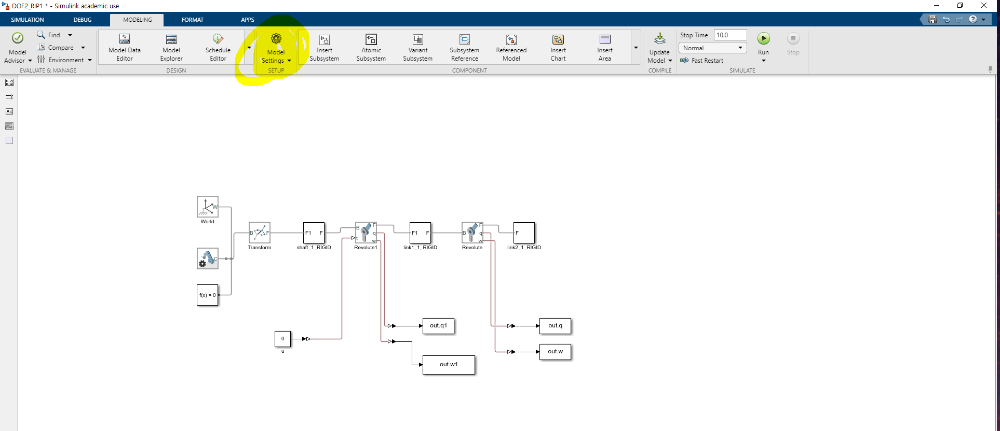 DOF2_RIP1 * - Simulink academic use
SIMULATION DEBUG MODELING FORMAT APPS
Model Advisor
Find
Compare
Environment
EVALUATE & MANAGE
Model Data Editor
Model Explorer
Schedule Editor
DESIGN
Model Settings
SETUP
Insert Subsystem
Atomic Subsystem
Variant Subsystem
Subsystem Reference
Referenced Model
Insert Chart
Insert Area
COMPONENT
Update Model
COMPILE
Stop Time 10.0
Normal
Fast Restart
Run
Stop
SIMULATE
W
World
C
f(x) = 0
B F
Transform
F1 F
shaft_1_RIGID
B F
t q
w
Revolute1
F1 F
link1_1_RIGID
B F
q
w
Revolute
F
link2_1_RIGID
0
u
out.q1
out.w1
out.q
out.w